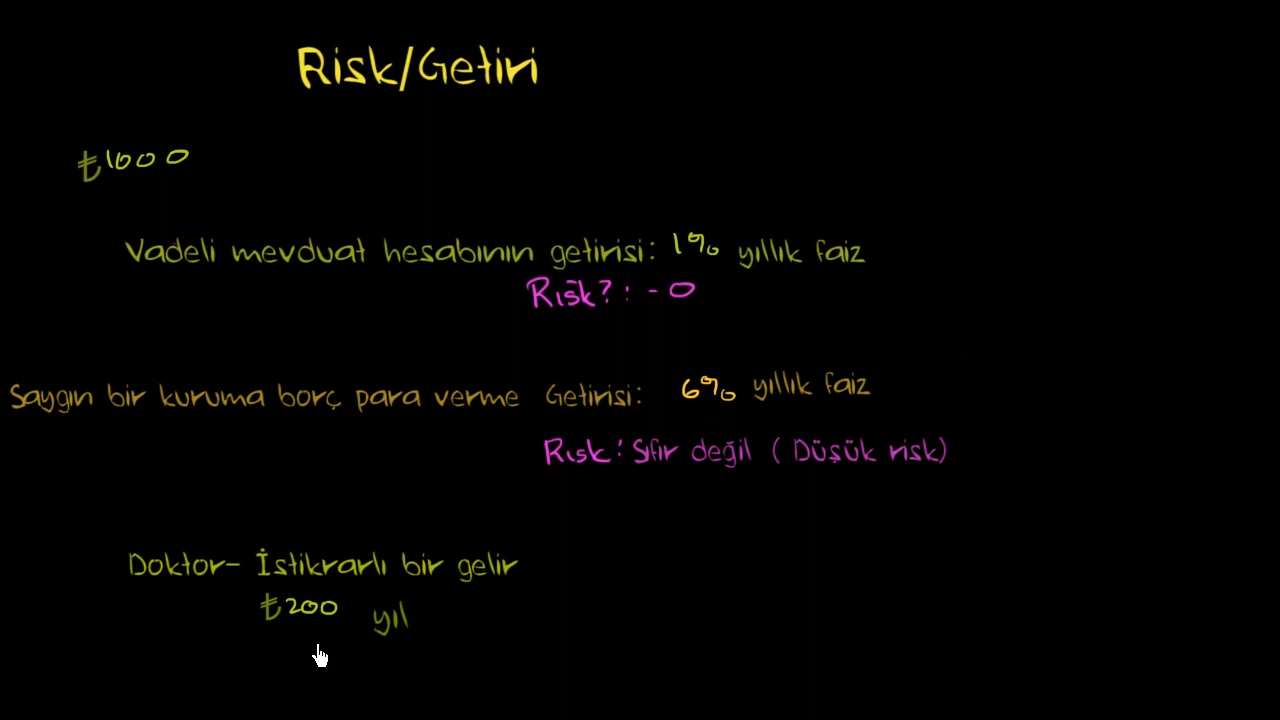 Risk/Getiri
₺1000
Vadeli mevduat hesabının getirisi: 1% yıllık faiz
Risk?: - 0
Saygın bir kuruma borç para verme Getirisi: 6% yıllık faiz
Risk: Sıfır değil (Düşük risk)
Doktor- İstikrarlı bir gelir
₺200 yıl